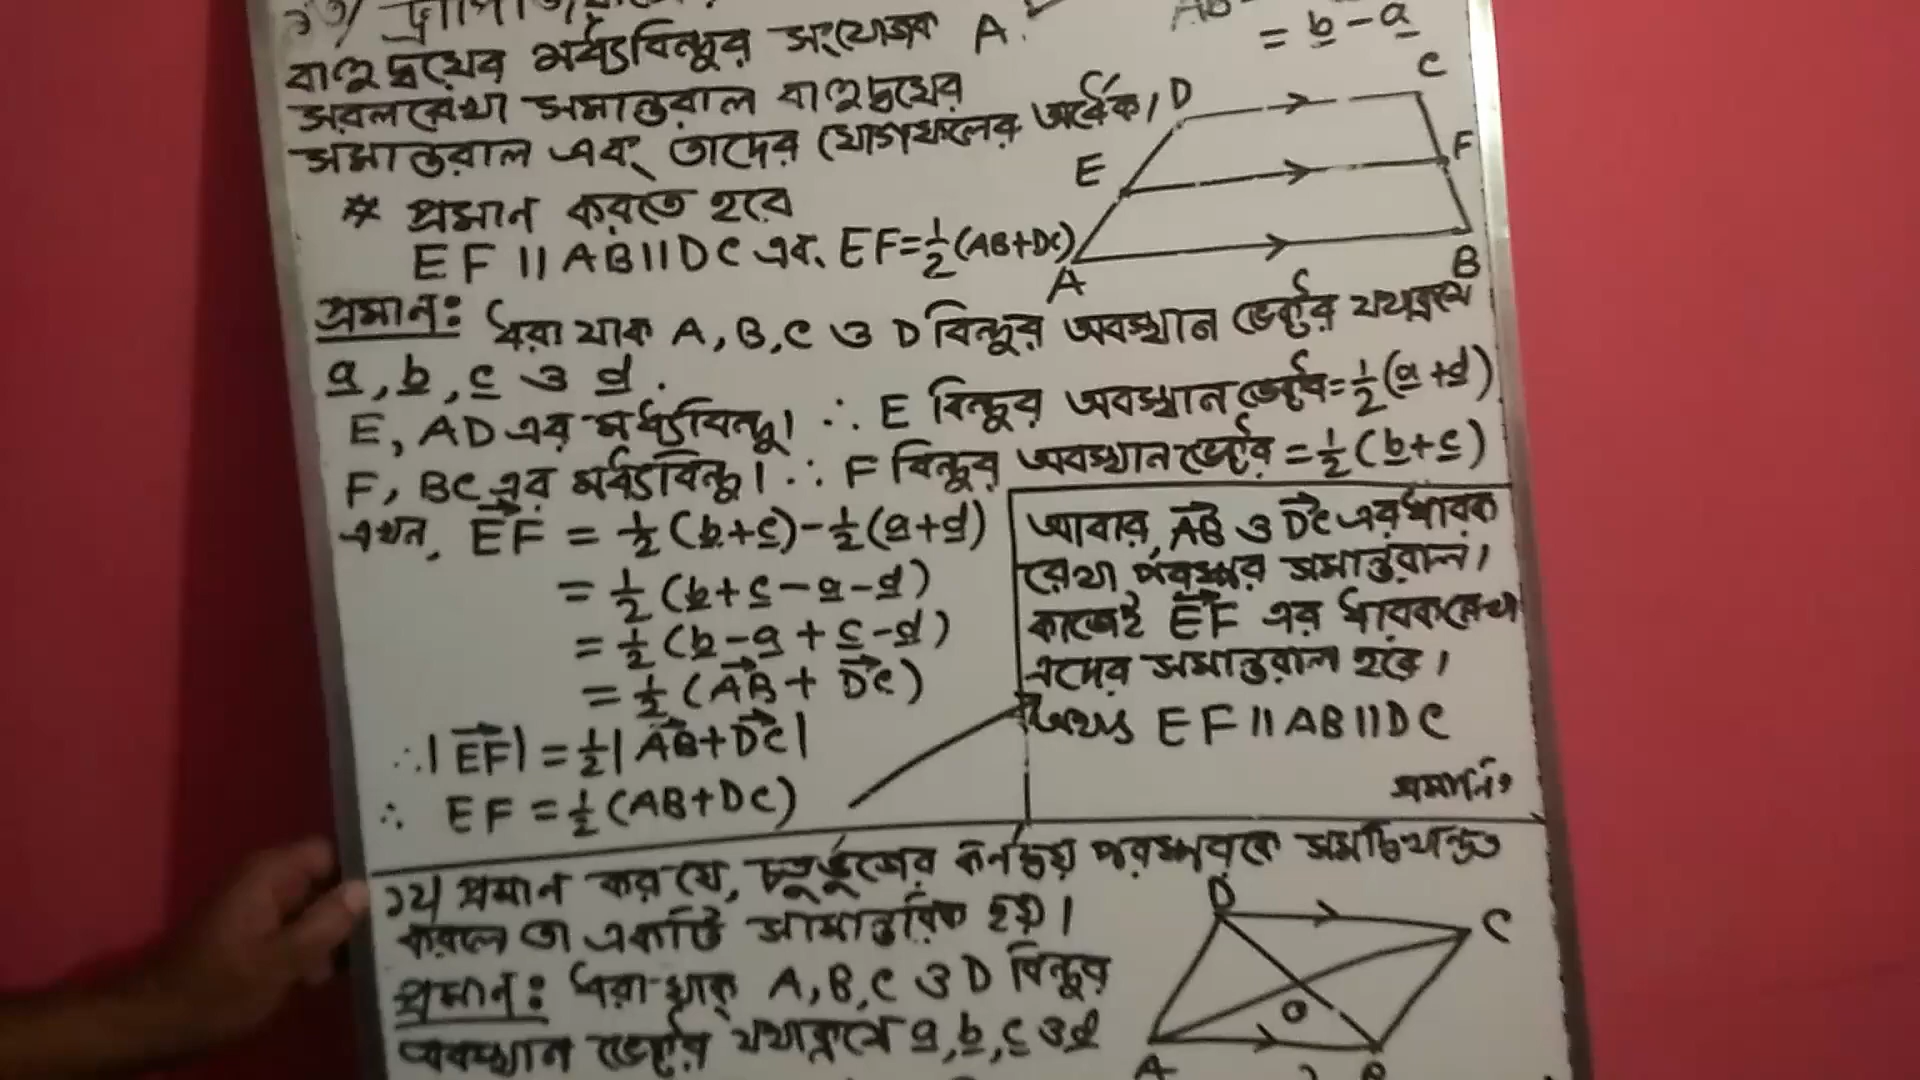 বাহুদ্বয়ের মধ্যবিন্দুর সংযোজক
সরলরেখা সমান্তরাল বাহুদ্বয়ের
সমান্তরাল এবং তাদের যোগফলের অর্ধেক।
* প্রমান করতে হবে
EF || AB || DC এবং EF = 1/2 (AB+DC)
A.
AB
= b - a
D C
E F
A B
প্রমান: ধরা যাক A, B, C ও D বিন্দুর অবস্থান ভেক্টর যথাক্রমে
a, b, c ও d.
E, AD এর মধ্যবিন্দু। ∴ E বিন্দুর অবস্থান ভেক্টর = 1/2 (a+d)
F, BC এর মধ্যবিন্দু। ∴ F বিন্দুর অবস্থান ভেক্টর = 1/2 (b+c)
এখন, EF⃗ = 1/2 (b+c) - 1/2 (a+d)
= 1/2 (b+c-a-d)
= 1/2 (b-a+c-d)
= 1/2 (AB⃗ + DC⃗)
∴ |EF⃗| = 1/2 |AB⃗+DC⃗|
∴ EF = 1/2 (AB+DC)
আবার, AB⃗ ও DC⃗ এর ধারক
রেখা পরস্পর সমান্তরাল।
কাজেই EF⃗ এর ধারকরেখা
এদের সমান্তরাল হবে।
EF || AB || DC
১২/ প্রমান কর যে, চতুর্ভুজের কর্নদ্বয় পরস্পরকে সমদ্বিখন্ডিত
করলে তা একটি সামান্তরিক হয়।
প্রমান: ধরা যাক A, B, C ও D বিন্দুর
অবস্থান ভেক্টর যথাক্রমে a, b, c ও d
D C
O
A B